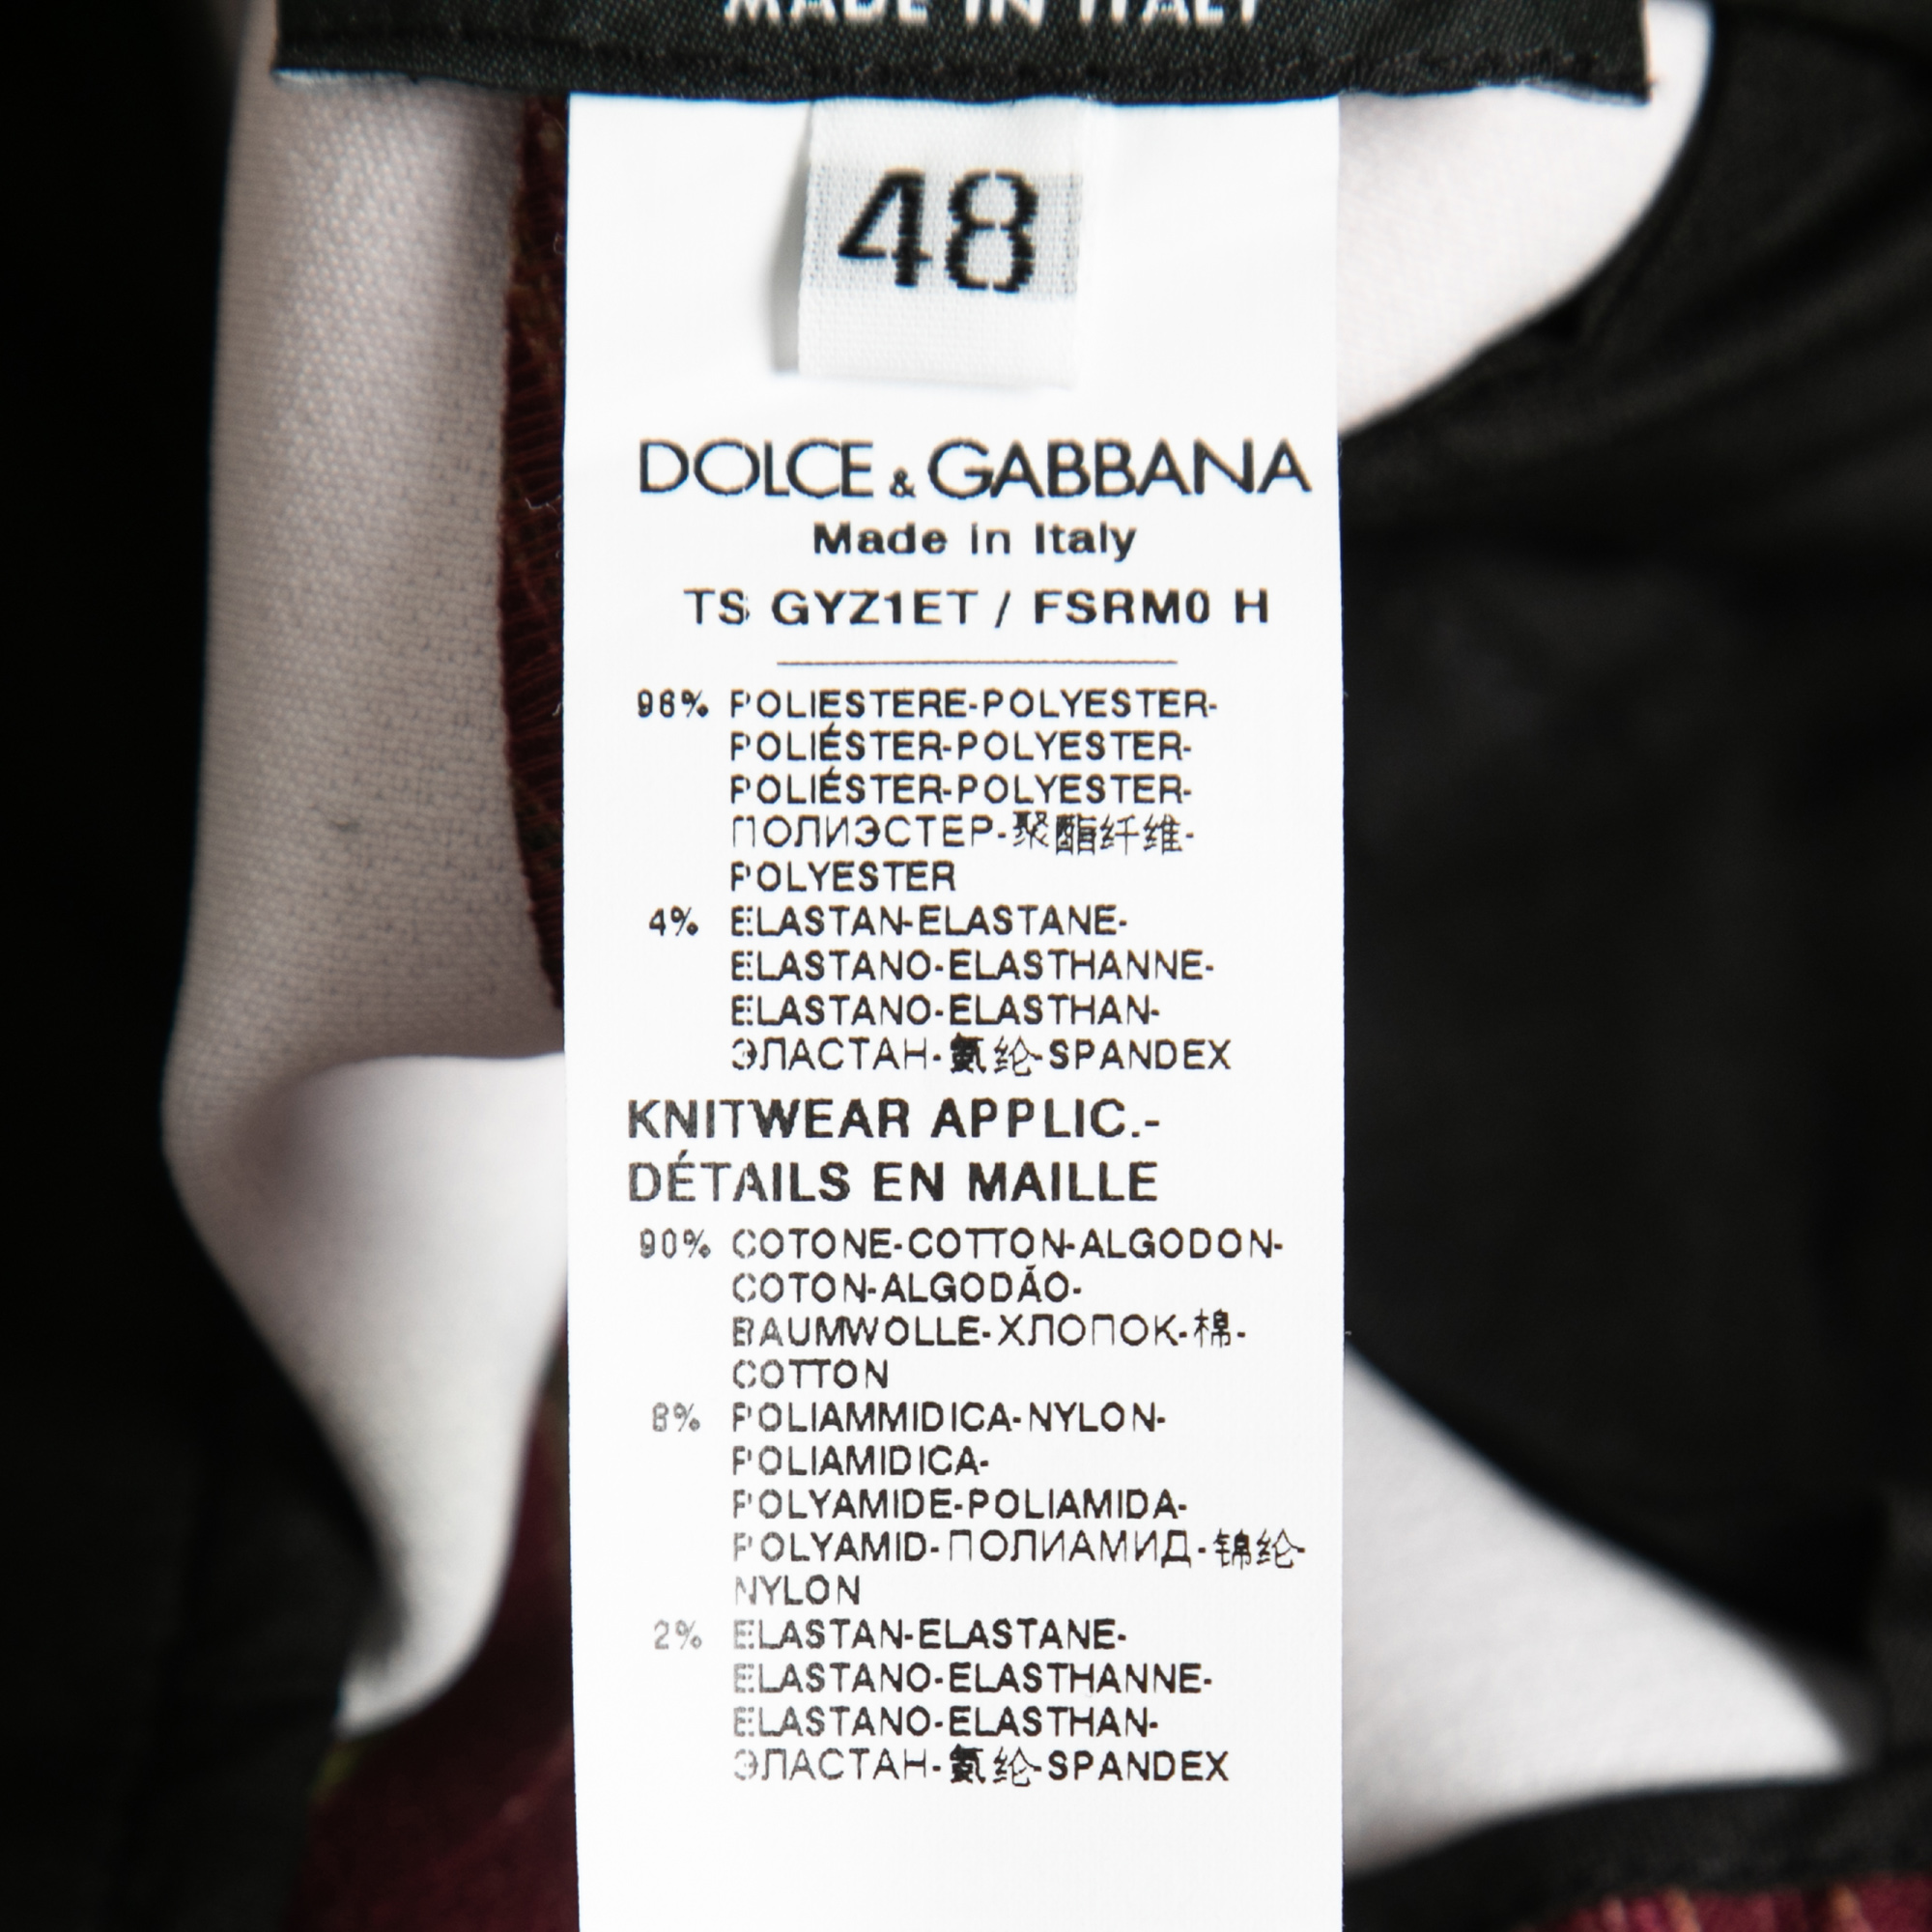 MADE IN ITALY
48
DOLCE & GABBANA
Made in Italy
TS GYZ1ET / FSRM0 H
96% POLIESTERE-POLYESTER-
POLIÉSTER-POLYESTER-
POLIÉSTER-POLYESTER-
ПОЛИЭСТЕР-聚酯纤维-
POLYESTER
4% ELASTAN-ELASTANE-
ELASTANO-ELASTHANNE-
ELASTANO-ELASTHAN-
ЭЛАСТАН-氨纶-SPANDEX
KNITWEAR APPLIC.-
DÉTAILS EN MAILLE
90% COTONE-COTTON-ALGODON-
COTON-ALGODÃO-
BAUMWOLLE-ХЛОПОК-棉-
COTTON
8% POLIAMMIDICA-NYLON-
POLIAMIDICA-
POLYAMIDE-POLIAMIDA-
POLYAMID-ПОЛИАМИД-锦纶-
NYLON
2% ELASTAN-ELASTANE-
ELASTANO-ELASTHANNE-
ELASTANO-ELASTHAN-
ЭЛАСТАН-氨纶-SPANDEX